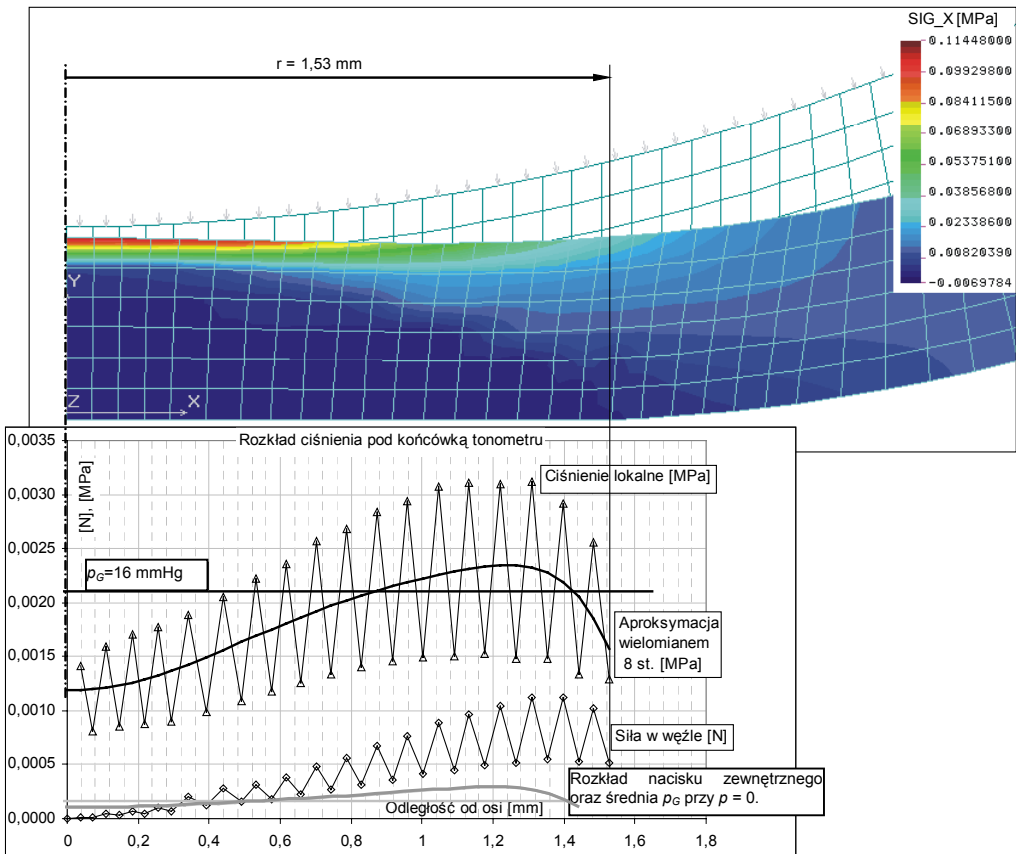 SIG_X [MPa]
r = 1,53 mm
0.11448000
0.09929800
0.08411500
0.06893300
0.05375100
0.03856800
0.02338600
0.00820390
-0.0069784
Y
Z
X
Rozkład ciśnienia pod końcówką tonometru
[N], [MPa]
0,0035
0,0030
0,0025
0,0020
0,0015
0,0010
0,0005
0,0000
Ciśnienie lokalne [MPa]
pG=16 mmHg
Aproksymacja
wielomianem
8 st. [MPa]
Siła w węźle [N]
Rozkład nacisku zewnętrznego
oraz średnia pG przy p = 0.
Odległość od osi [mm]
0
0,2
0,4
0,6
0,8
1
1,2
1,4
1,6
1,8